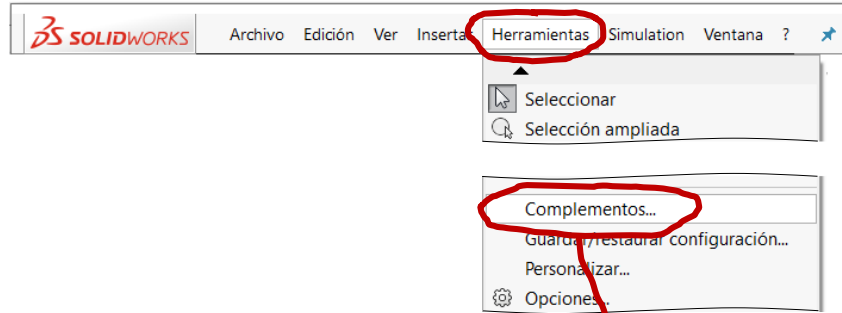 SOLIDWORKS Archivo Edición Ver Insertar Herramientas Simulation Ventana ?
Seleccionar
Selección ampliada
Complementos...
Guardar/restaurar configuración...
Personalizar...
Opciones...